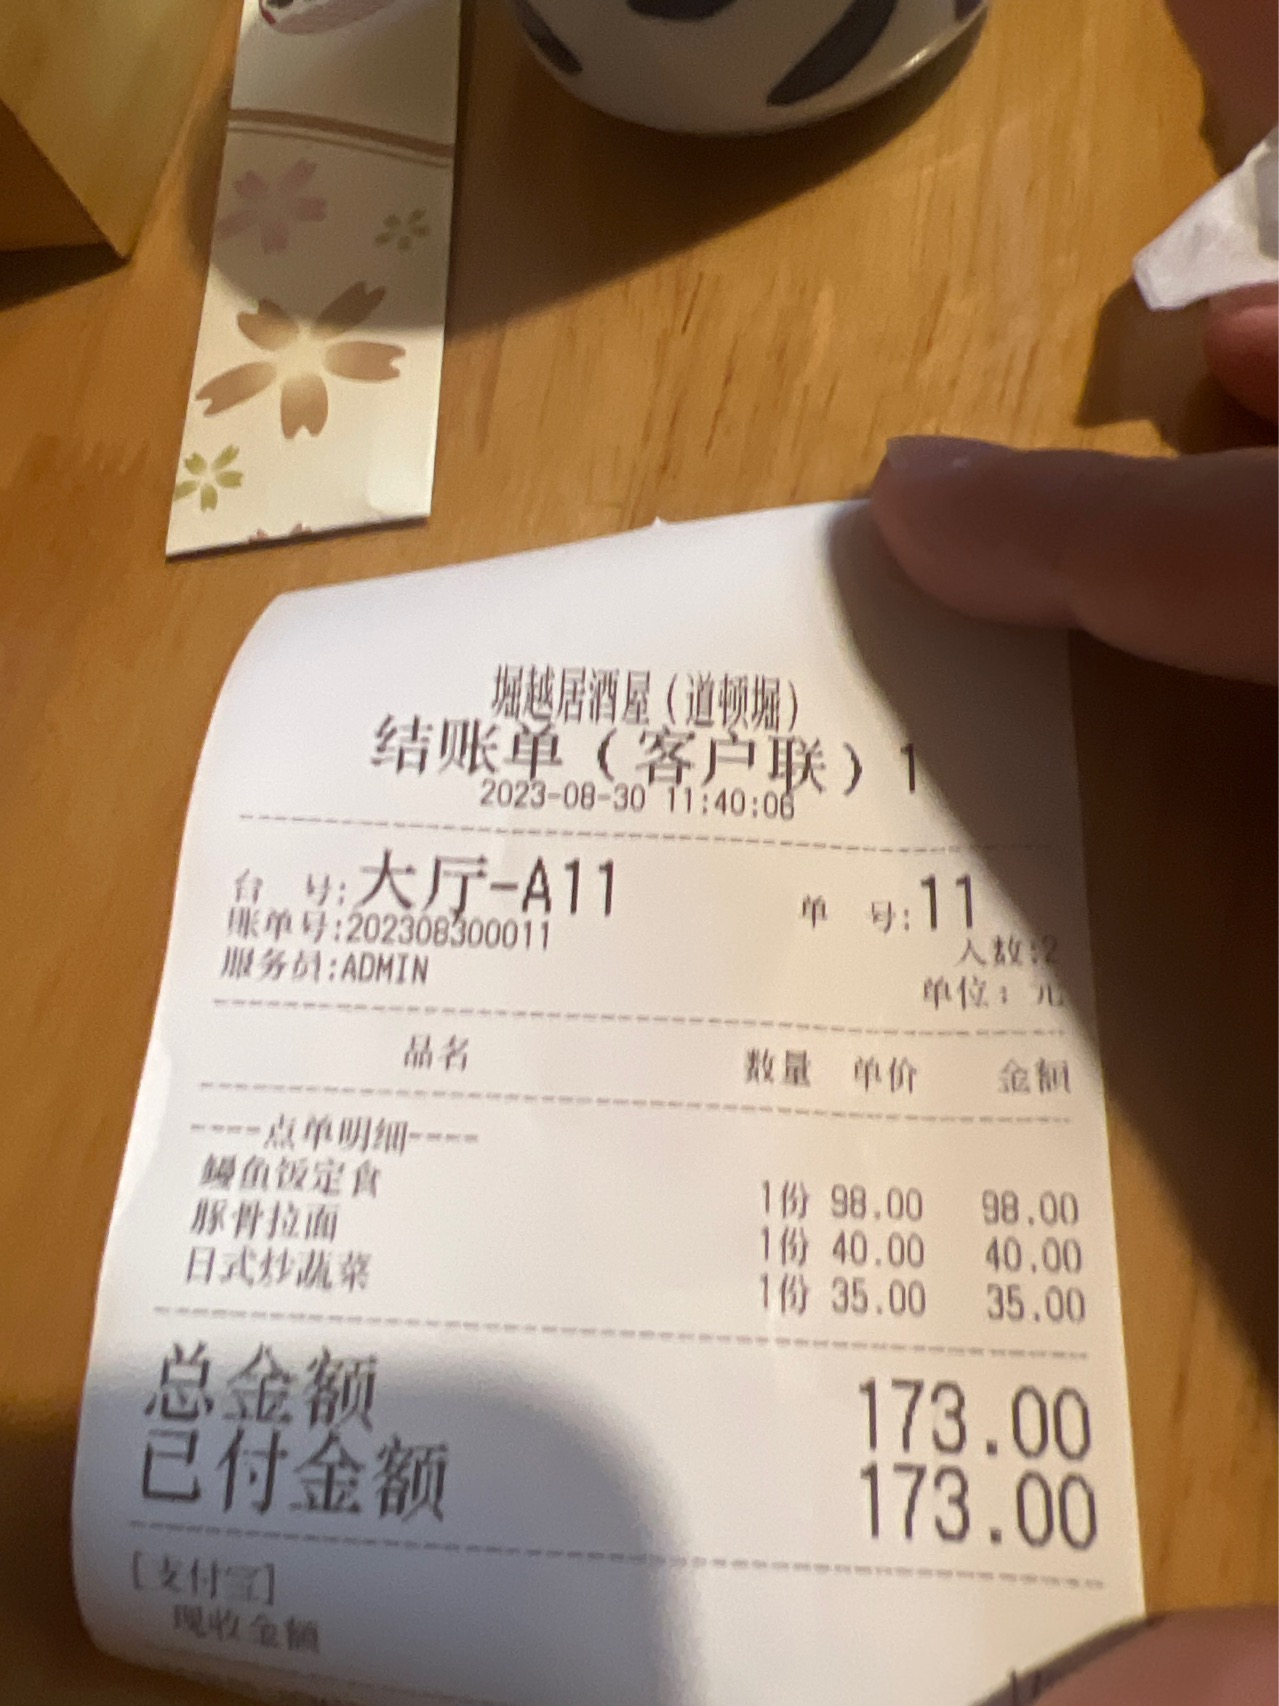 堀越居酒屋（道顿堀）
结账单（客户联）1
2023-08-30 11:40:06
台 号:大厅-A11 单 号:11
账单号:202308300011 人数:2
服务员:ADMIN 单位：元
品名 数量 单价 金额
----点单明细----
鳗鱼饭定食 1份 98.00 98.00
豚骨拉面 1份 40.00 40.00
日式炒蔬菜 1份 35.00 35.00
总金额 173.00
已付金额 173.00
[支付宝]
现收金额